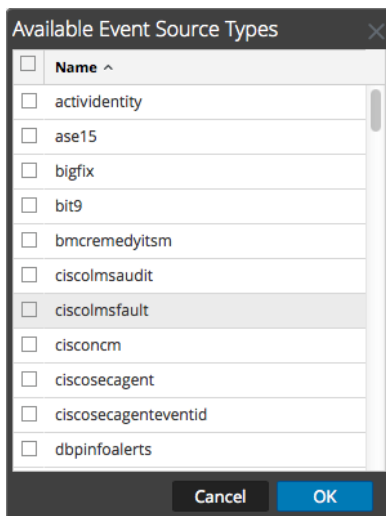 Available Event Source Types
Name
actividentity
ase15
bigfix
bit9
bmcremedyitsm
ciscolmsaudit
ciscolmsfault
cisconcm
ciscosecagent
ciscosecagenteventid
dbpinfoalerts
Cancel OK